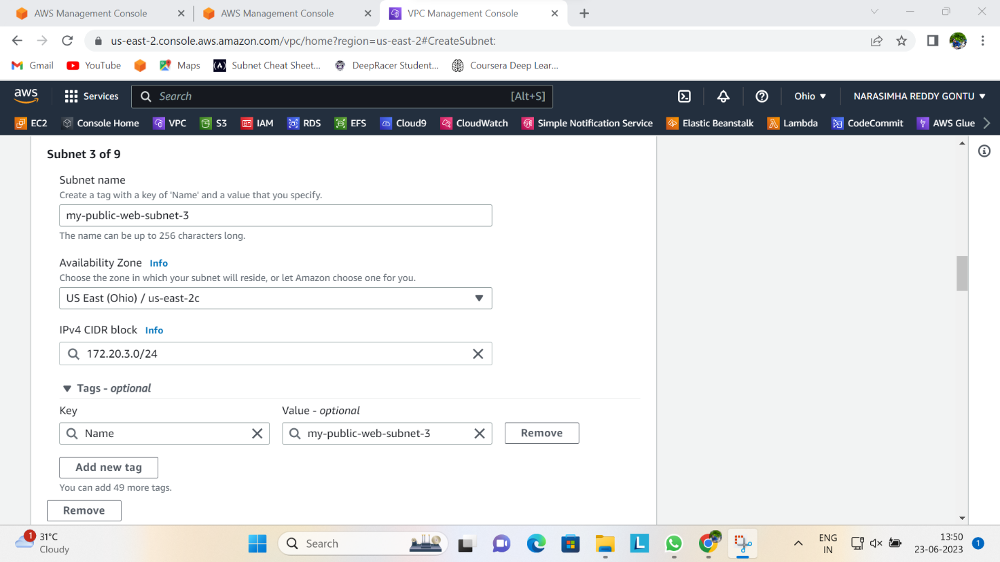 AWS Management Console
AWS Management Console
VPC Management Console
us-east-2.console.aws.amazon.com/vpc/home?region=us-east-2#CreateSubnet:
Gmail YouTube Maps Subnet Cheat Sheet... DeepRacer Student... Coursera Deep Lear...
aws Services Search [Alt+S] Ohio NARASIMHA REDDY GONTU
EC2 Console Home VPC S3 IAM RDS EFS Cloud9 CloudWatch Simple Notification Service Elastic Beanstalk Lambda CodeCommit AWS Glue
Subnet 3 of 9
Subnet name
Create a tag with a key of 'Name' and a value that you specify.
my-public-web-subnet-3
The name can be up to 256 characters long.
Availability Zone Info
Choose the zone in which your subnet will reside, or let Amazon choose one for you.
US East (Ohio) / us-east-2c
IPv4 CIDR block Info
172.20.3.0/24
Tags - optional
Key Value - optional
Name my-public-web-subnet-3 Remove
Add new tag
You can add 49 more tags.
Remove
1 31°C
Cloudy
Search
L
ENG
IN
13:50
23-06-2023
1